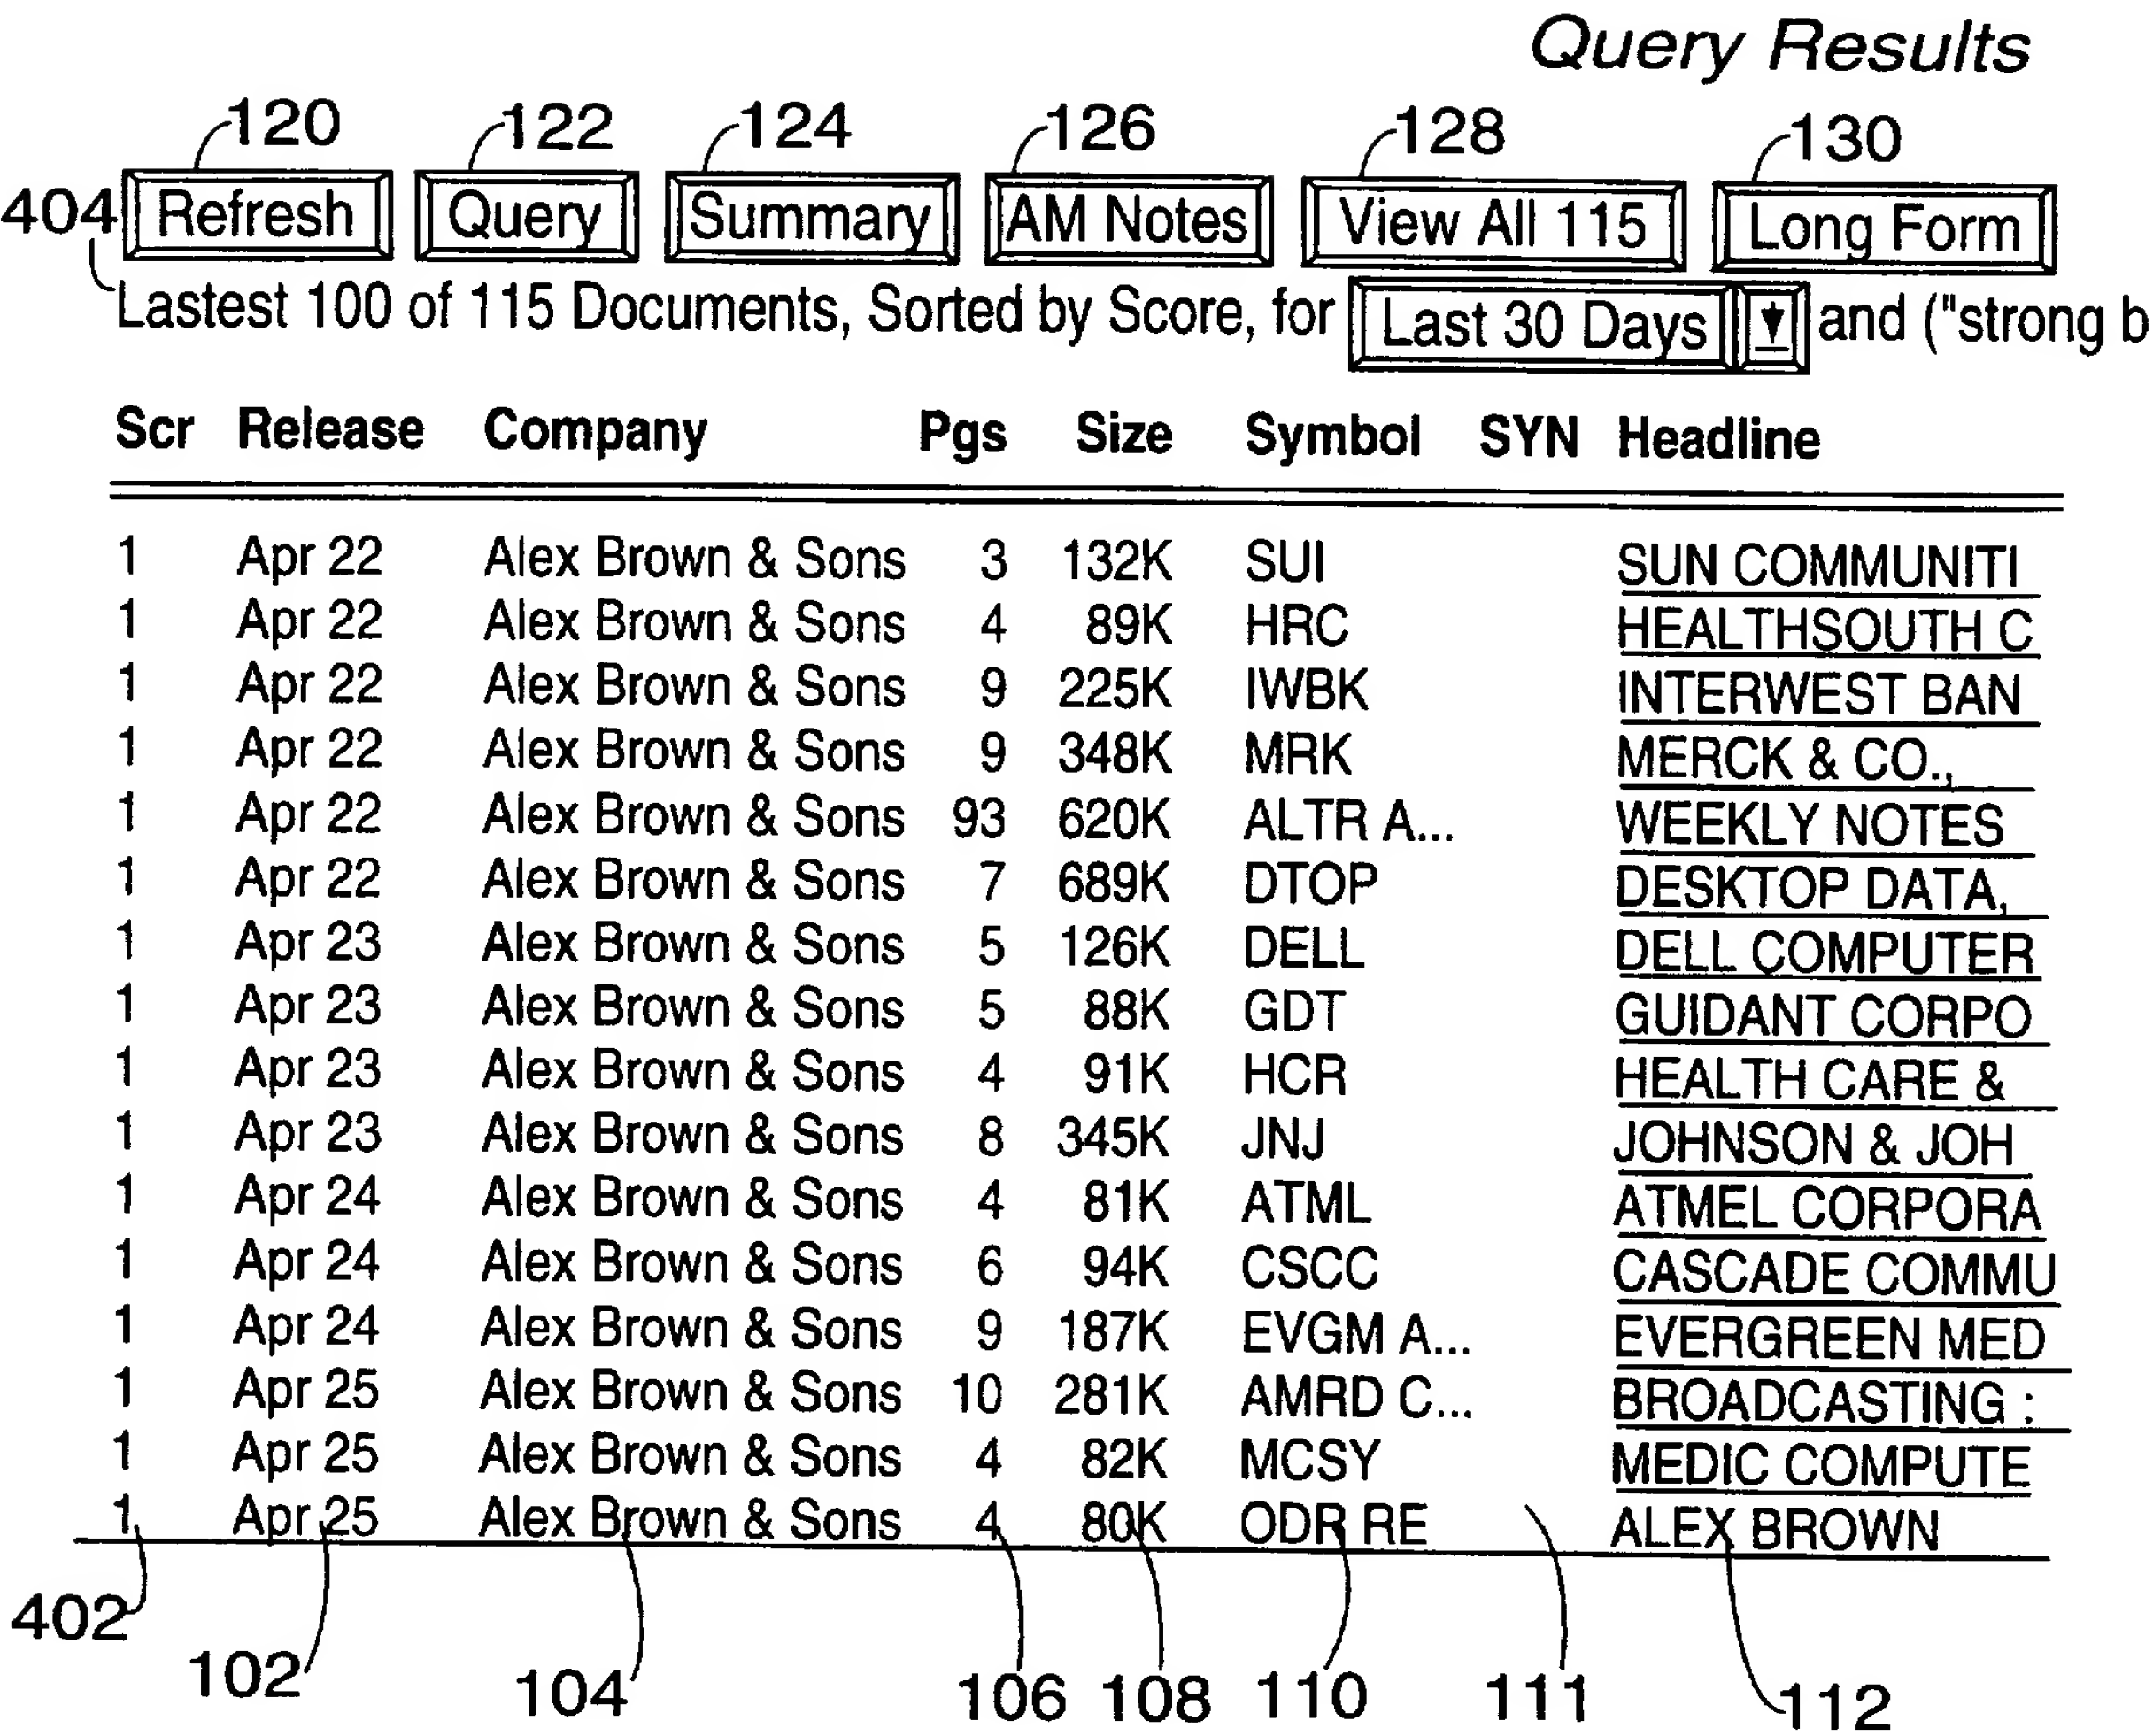 Query Results
120 122 124 126 128 130
404 Refresh Query Summary AM Notes View All 115 Long Form
Lastest 100 of 115 Documents, Sorted by Score, for Last 30 Days and ("strong b
Scr Release Company Pgs Size Symbol SYN Headline
1 Apr 22 Alex Brown & Sons 3 132K SUI SUN COMMUNITI
1 Apr 22 Alex Brown & Sons 4 89K HRC HEALTHSOUTH C
1 Apr 22 Alex Brown & Sons 9 225K IWBK INTERWEST BAN
1 Apr 22 Alex Brown & Sons 9 348K MRK MERCK & CO.,
1 Apr 22 Alex Brown & Sons 93 620K ALTR A... WEEKLY NOTES
1 Apr 22 Alex Brown & Sons 7 689K DTOP DESKTOP DATA,
1 Apr 23 Alex Brown & Sons 5 126K DELL DELL COMPUTER
1 Apr 23 Alex Brown & Sons 5 88K GDT GUIDANT CORPO
1 Apr 23 Alex Brown & Sons 4 91K HCR HEALTH CARE &
1 Apr 23 Alex Brown & Sons 8 345K JNJ JOHNSON & JOH
1 Apr 24 Alex Brown & Sons 4 81K ATML ATMEL CORPORA
1 Apr 24 Alex Brown & Sons 6 94K CSCC CASCADE COMMU
1 Apr 24 Alex Brown & Sons 9 187K EVGM A... EVERGREEN MED
1 Apr 25 Alex Brown & Sons 10 281K AMRD C... BROADCASTING :
1 Apr 25 Alex Brown & Sons 4 82K MCSY MEDIC COMPUTE
1 Apr 25 Alex Brown & Sons 4 80K ODR RE ALEX BROWN
402 102 104 106 108 110 111 112